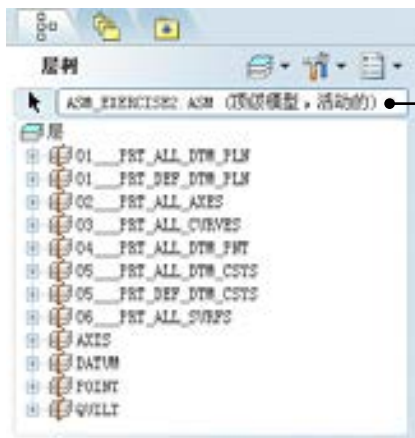 层树
ASM_EXERCISE2 ASM (顶级模型，活动的)
层
01___PRT_ALL_DTM_PLN
01___PRT_DEF_DTM_PLN
02___PRT_ALL_AXES
03___PRT_ALL_CURVES
04___PRT_ALL_DTM_PNT
05___PRT_ALL_DTM_CSYS
05___PRT_DEF_DTM_CSYS
06___PRT_ALL_SURFS
AXIS
DATUM
POINT
QUILT